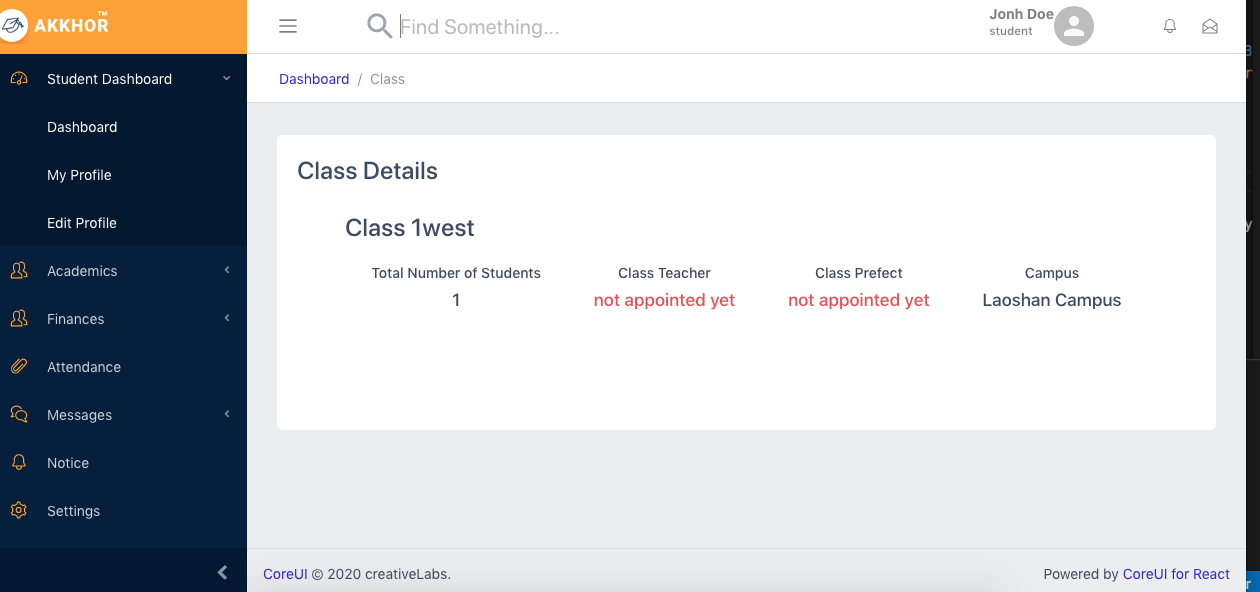 AKKHOR™
Find Something...
Jonh Doe
student
Student Dashboard
Dashboard
My Profile
Edit Profile
Academics
Finances
Attendance
Messages
Notice
Settings
Dashboard / Class
Class Details
Class 1west
Total Number of Students
1
Class Teacher
not appointed yet
Class Prefect
not appointed yet
Campus
Laoshan Campus
CoreUI © 2020 creativeLabs.
Powered by CoreUI for React